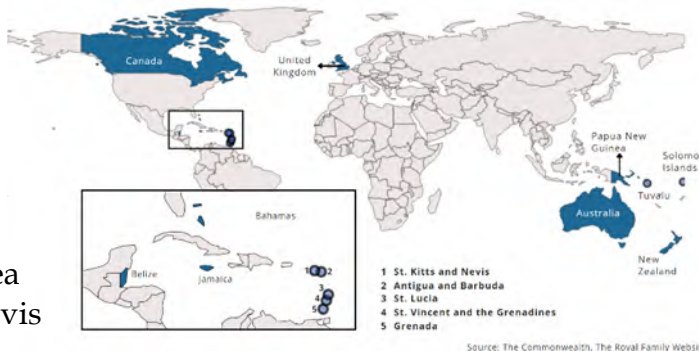 Canada
United
Kingdom
Papua New
Guinea
Solomo
Islands
Tuvalu
Australia
New
Zealand
Bahamas
Belize
Jamaica
1
2
3
4
5
1 St. Kitts and Nevis
2 Antigua and Barbuda
3 St. Lucia
4 St. Vincent and the Grenadines
5 Grenada
ea
vis
Source: The Commonwealth, The Royal Family Websi